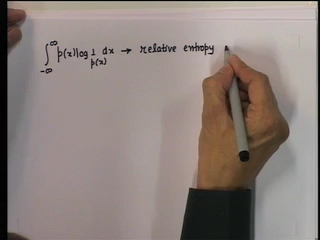 ∫_{-∞}^{∞} p(x) log 1/p(x) dx → relative entropy